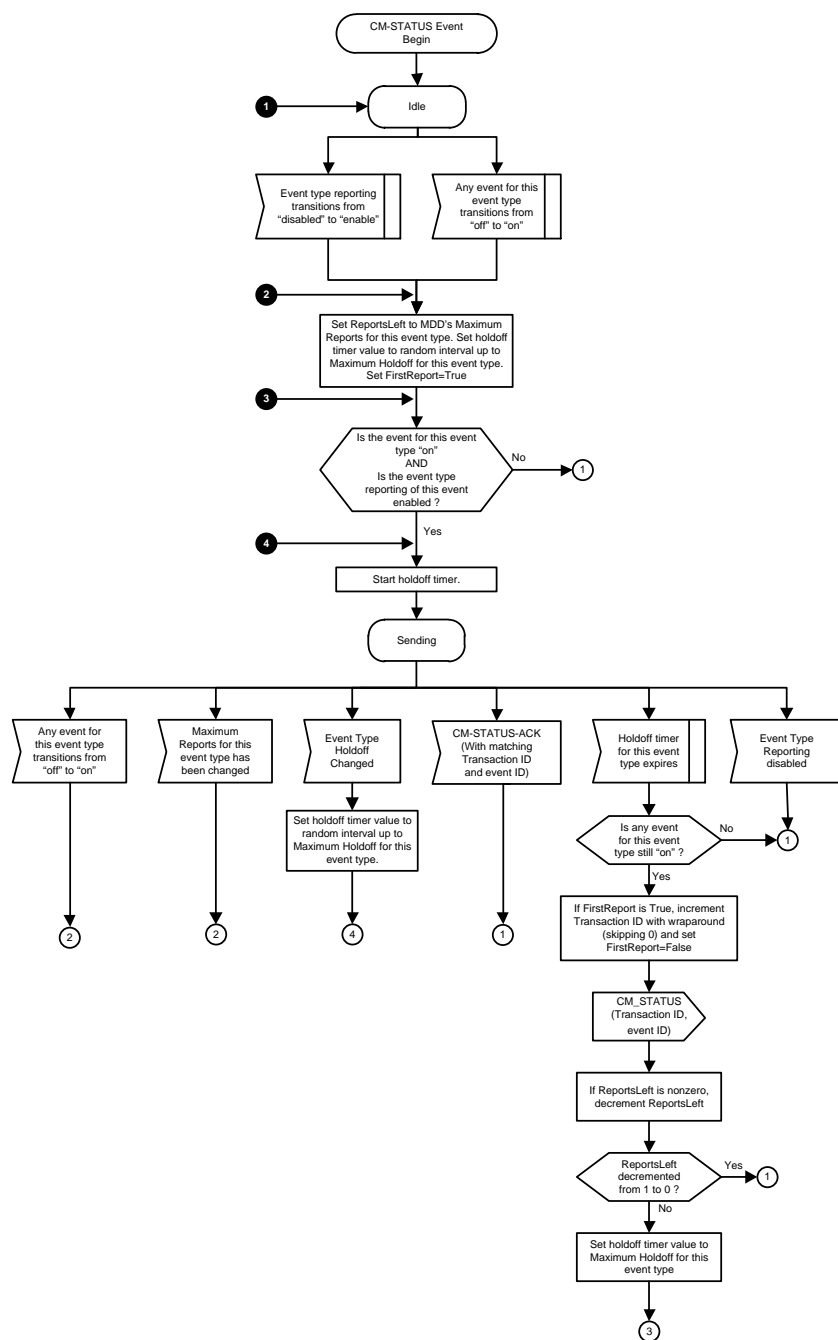 CM-STATUS Event
Begin
1
Idle
Event type reporting
transitions from
“disabled” to “enable”
Any event for this
event type
transitions from
“off” to “on”
2
Set ReportsLeft to MDD's Maximum
Reports for this event type. Set holdoff
timer value to random interval up to
Maximum Holdoff for this event type.
Set FirstReport=True
3
Is the event for this event
type “on”
AND
Is the event type
reporting of this event
enabled ?
No
1
Yes
4
Start holdoff timer.
Sending
Any event for
this event type
transitions from
“off” to “on”
Maximum
Reports for this
event type has
been changed
Event Type
Holdoff
Changed
CM-STATUS-ACK
(With matching
Transaction ID
and event ID)
Holdoff timer
for this event
type expires
Event Type
Reporting
disabled
Set holdoff timer value to
random interval up to
Maximum Holdoff for this
event type.
Is any event
for this event
type still “on” ?
No
1
Yes
2
2
4
1
If FirstReport is True, increment
Transaction ID with wraparound
(skipping 0) and set
FirstReport=False
CM_STATUS
(Transaction ID,
event ID)
If ReportsLeft is nonzero,
decrement ReportsLeft
ReportsLeft
decremented
from 1 to 0 ?
Yes
1
No
Set holdoff timer value to
Maximum Holdoff for this
event type
3